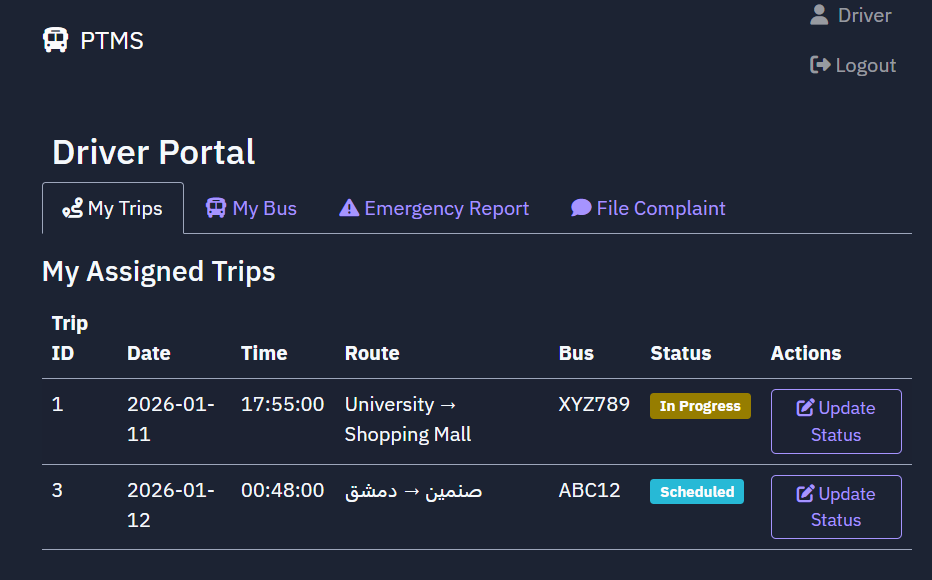 PTMS
Driver
Logout
Driver Portal
My Trips
My Bus
Emergency Report
File Complaint
My Assigned Trips
Trip ID
Date
Time
Route
Bus
Status
Actions
1
2026-01-11
17:55:00
University →
Shopping Mall
XYZ789
In Progress
Update
Status
3
2026-01-12
00:48:00
صنمين → دمشق
ABC12
Scheduled
Update
Status